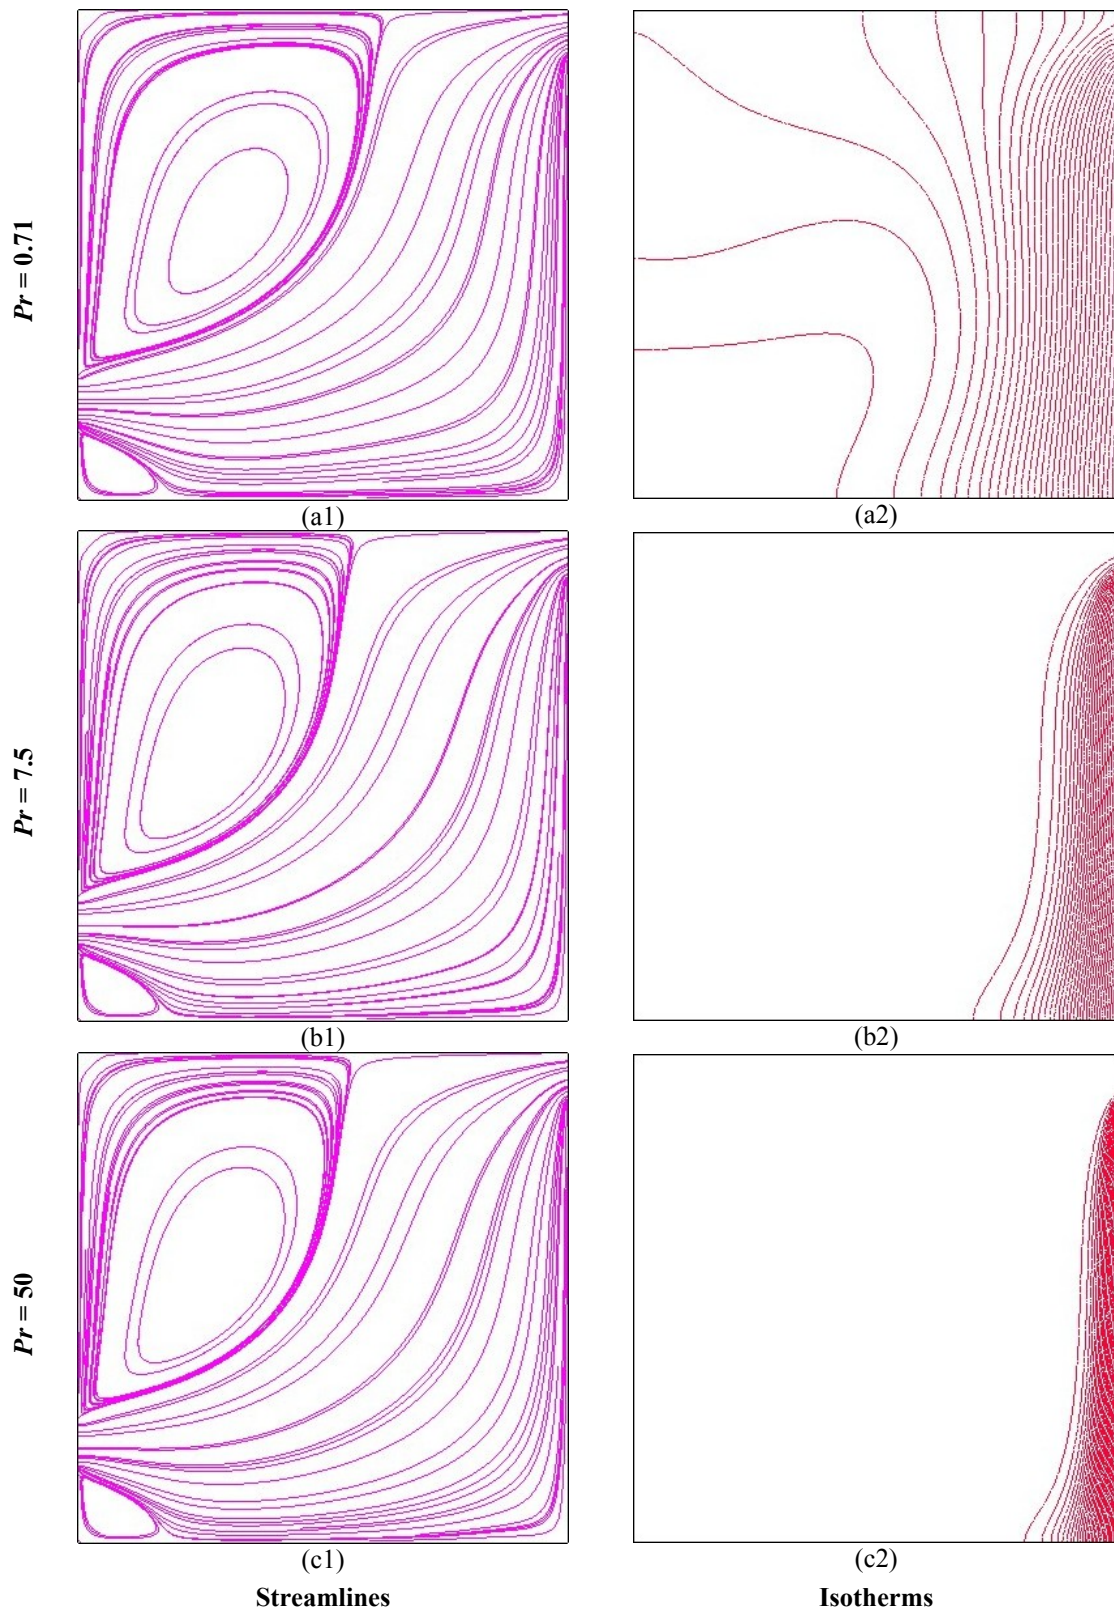 Pr = 0.71
(a1)
(a2)
Pr = 7.5
(b1)
(b2)
Pr = 50
(c1)
(c2)
Streamlines
Isotherms